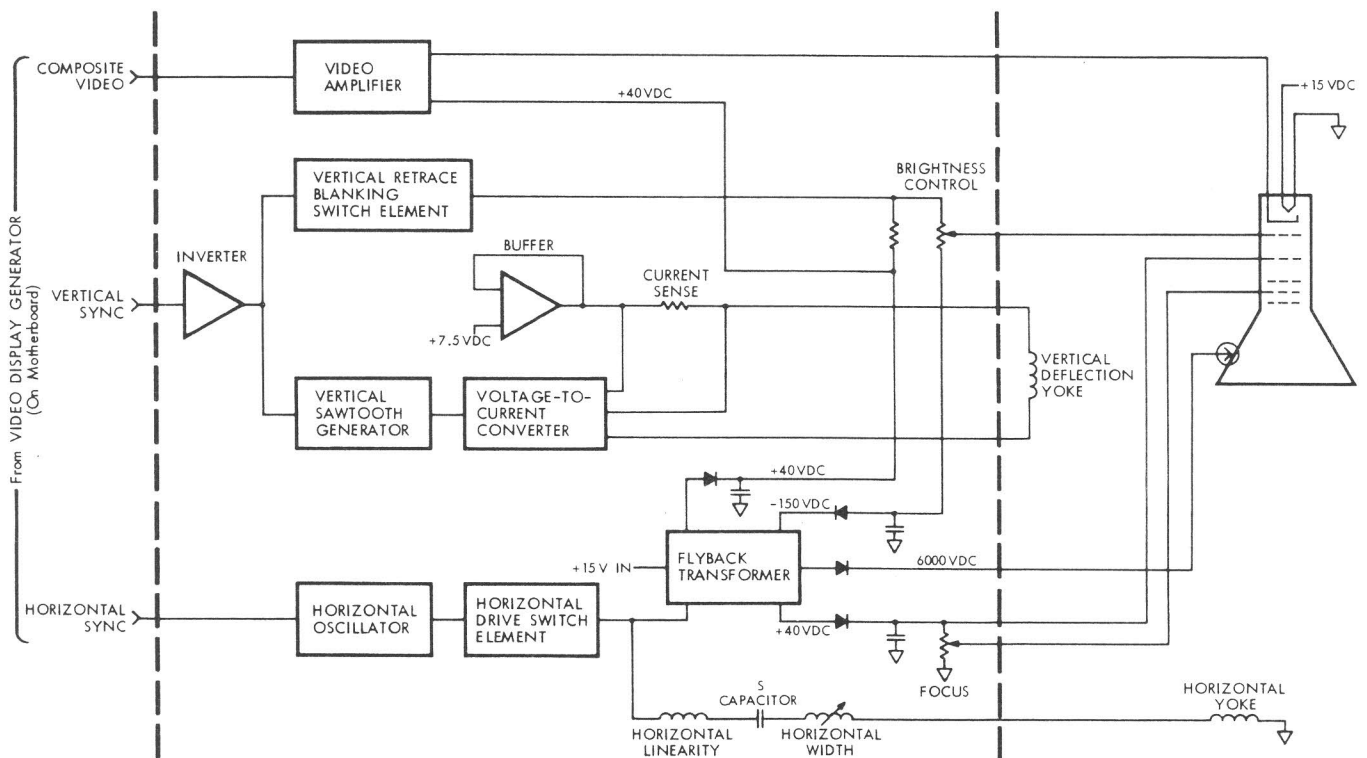 From VIDEO DISPLAY GENERATOR
(On Motherboard)
COMPOSITE
VIDEO
VIDEO
AMPLIFIER
+40 VDC
+15 VDC
VERTICAL RETRACE
BLANKING
SWITCH ELEMENT
BRIGHTNESS
CONTROL
INVERTER
BUFFER
CURRENT
SENSE
VERTICAL
SYNC
+7.5 VDC
VERTICAL
SAWTOOTH
GENERATOR
VOLTAGE-TO-
CURRENT
CONVERTER
VERTICAL
DEFLECTION
YOKE
+40 VDC
-150 VDC
+15 V IN
FLYBACK
TRANSFORMER
6000 VDC
HORIZONTAL
SYNC
HORIZONTAL
OSCILLATOR
HORIZONTAL
DRIVE SWITCH
ELEMENT
+40 VDC
FOCUS
S
CAPACITOR
HORIZONTAL
LINEARITY
HORIZONTAL
WIDTH
HORIZONTAL
YOKE